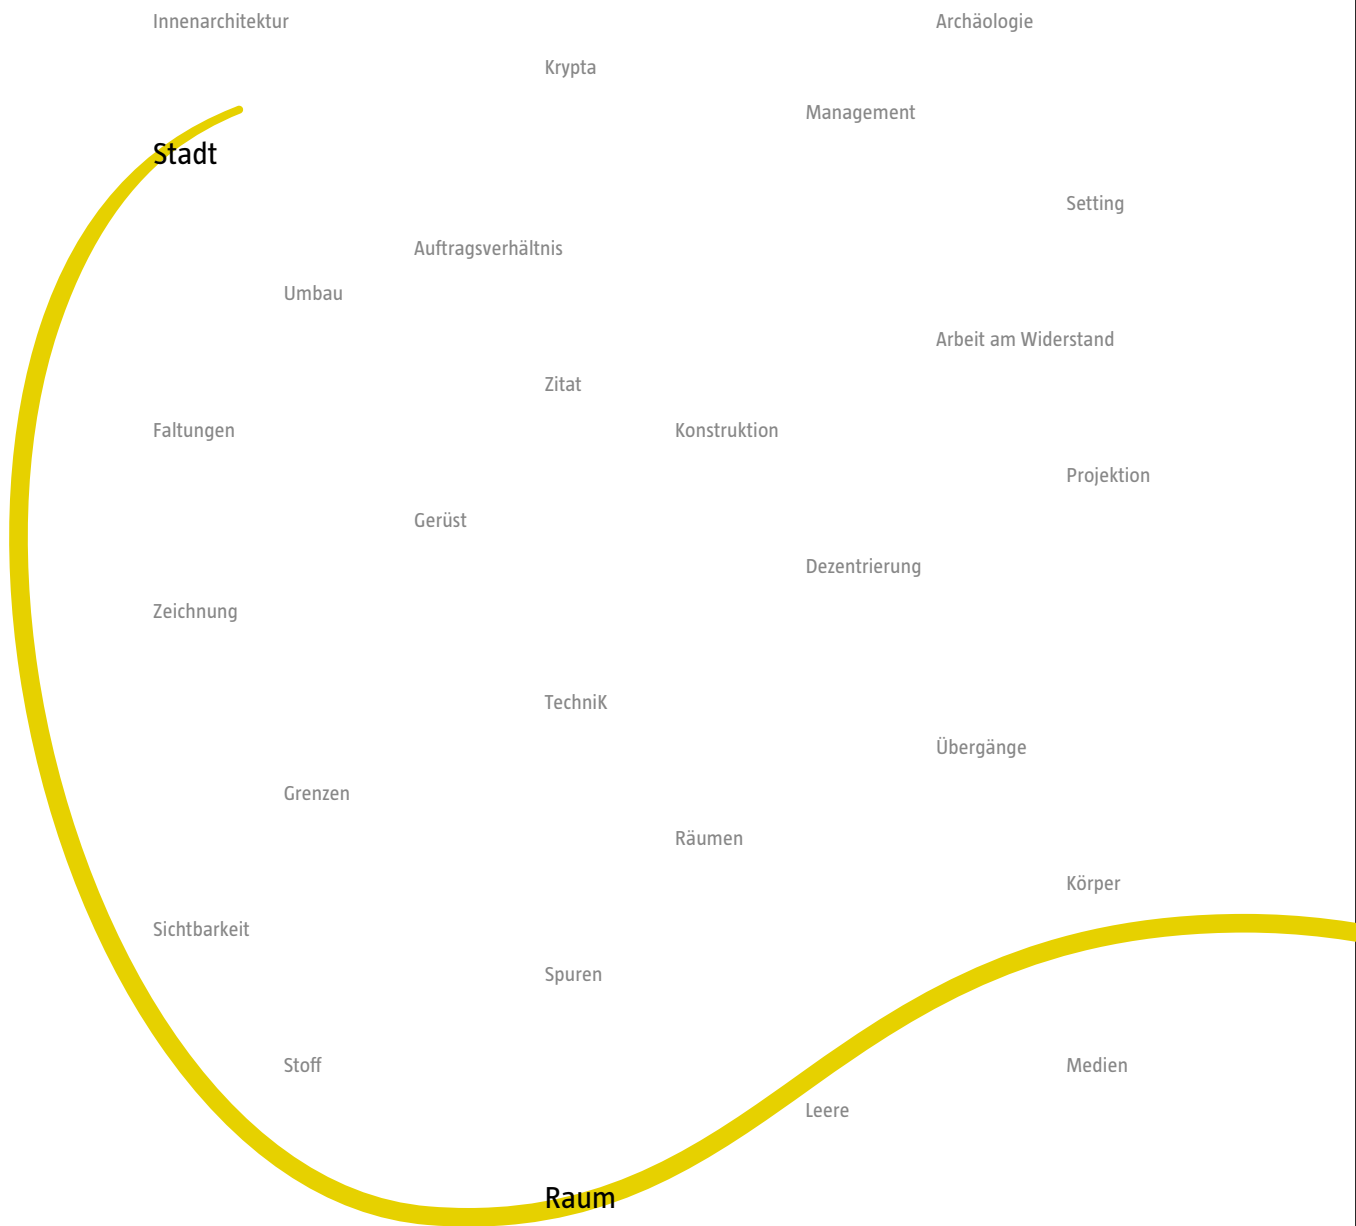 Innenarchitektur
Archäologie
Krypta
Management
Stadt
Setting
Auftragsverhältnis
Umbau
Arbeit am Widerstand
Zitat
Faltungen
Konstruktion
Projektion
Gerüst
Dezentrierung
Zeichnung
TechniK
Übergänge
Grenzen
Räumen
Körper
Sichtbarkeit
Spuren
Stoff
Medien
Leere
Raum